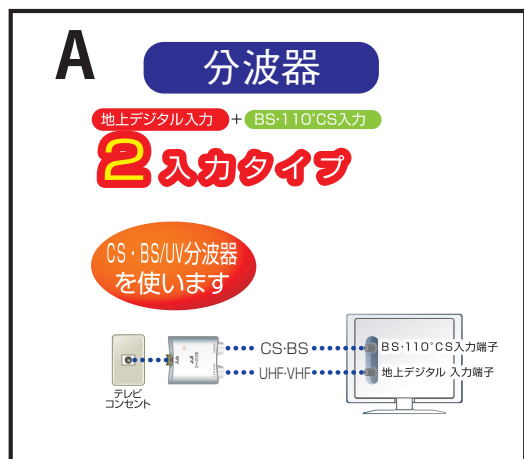 A
分波器
地上デジタル入力 + BS・110°CS入力
2入力タイプ
CS・BS/UV分波器
を使います
CS・BS
BS・110°CS入力端子
UHF・VHF
地上デジタル 入力端子
テレビ
コンセント